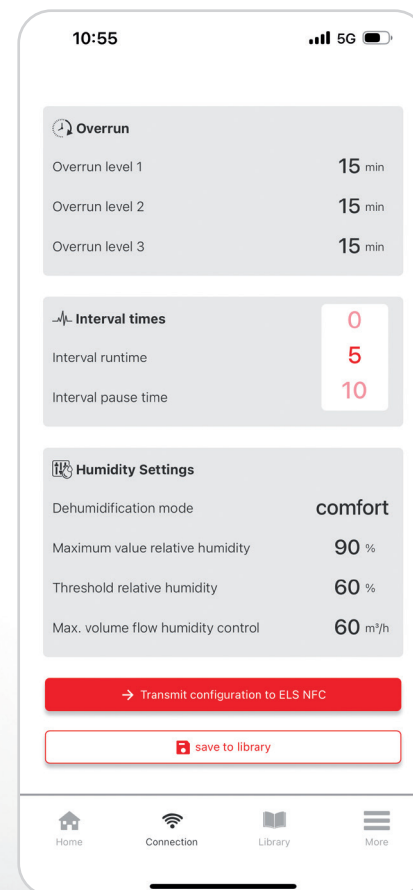 10:55 5G
Overrun
Overrun level 1 15 min
Overrun level 2 15 min
Overrun level 3 15 min
Interval times 0
Interval runtime 5
Interval pause time 10
Humidity Settings
Dehumidification mode comfort
Maximum value relative humidity 90 %
Threshold relative humidity 60 %
Max. volume flow humidity control 60 m³/h
→ Transmit configuration to ELS NFC
save to library
Home Connection Library More